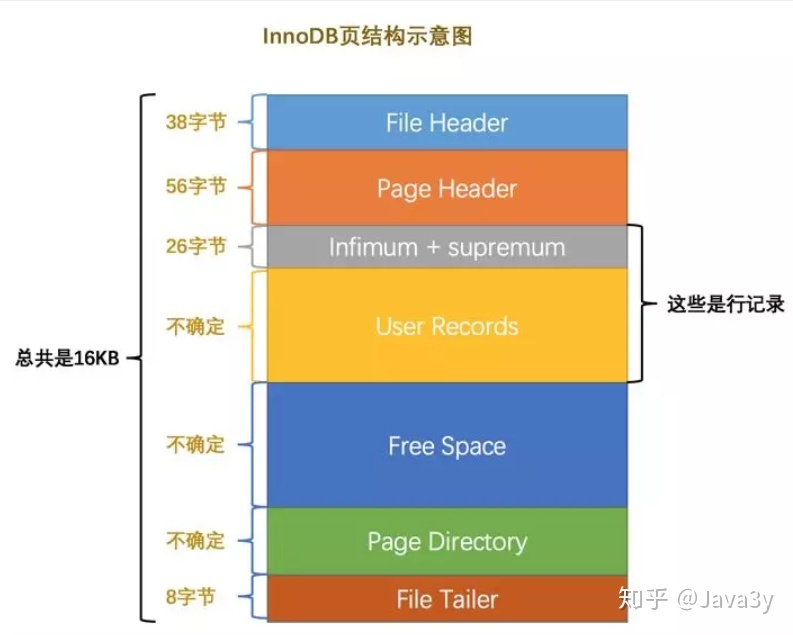 InnoDB页结构示意图
38字节
File Header
56字节
Page Header
26字节
Infimum + supremum
不确定
User Records
这些是行记录
总共是16KB
不确定
Free Space
不确定
Page Directory
8字节
File Tailer
知乎 @Java3y